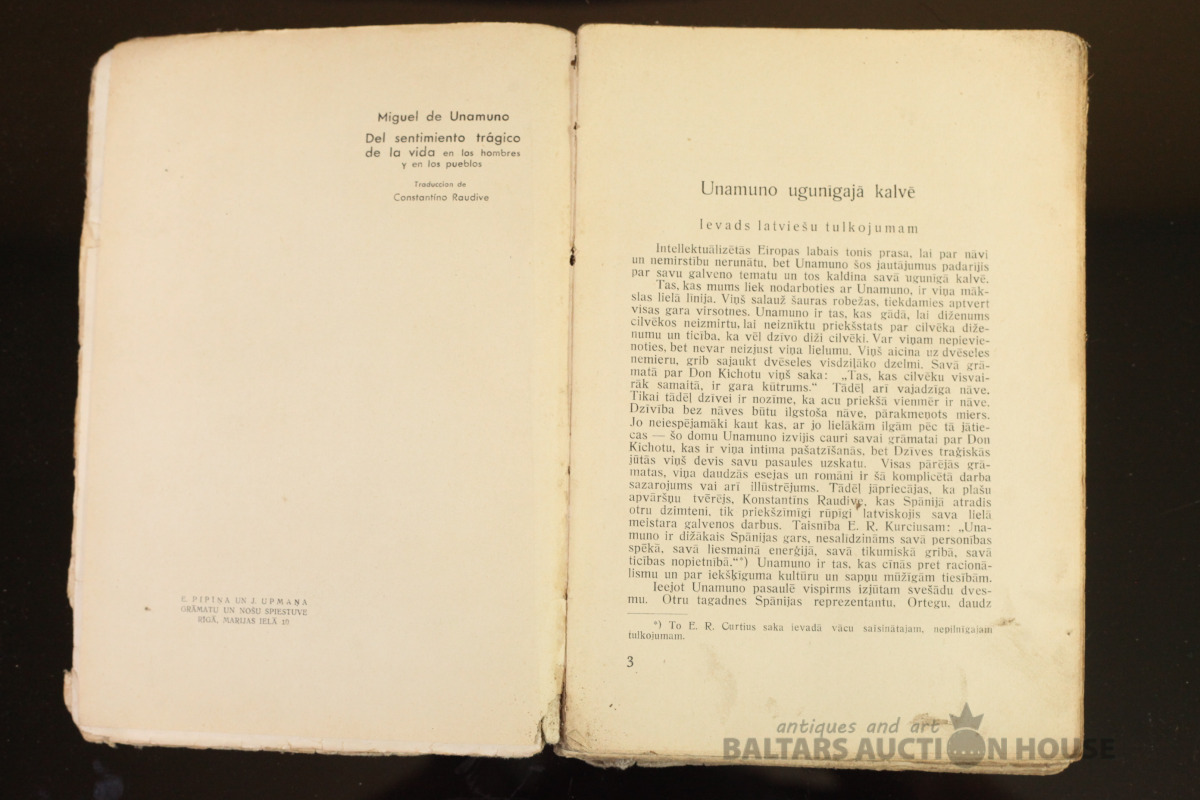 Miguel de Unamuno
Del sentimiento trágico
de la vida en los hombres
y en los pueblos
Traduccion de
Constantino Raudive
E. PĪPIŅA UN J. UPMAŅA
GRĀMATU UN NOŠU SPIESTUVE
RĪGĀ, MARIJAS IELĀ 10
Unamuno ugunīgajā kalvē
Ievads latviešu tulkojumam
Intellektuālizētās Eiropas labais tonis prasa, lai par nāvi
un nemirstību nerunātu, bet Unamuno šos jautājumus padarījis
par savu galveno tematu un tos kaldina savā ugunīgā kalvē.
Tas, kas mums liek nodarboties ar Unamuno, ir viņa māk-
slas lielā līnija. Viņš salauž šauras robežas, tiekdamies aptvert
visas gara virsotnes. Unamuno ir tas, kas gādā, lai diženums
cilvēkos neizmirtu, lai neiznīktu priekšstats par cilvēka diže-
numu un ticība, ka vēl dzīvo diži cilvēki. Var viņam nepievie-
noties, bet nevar neizjust viņa lielumu. Viņš aicina uz dvēseles
nemieru, grib sajaukt dvēseles visdziļāko dzelmi. Savā grā-
matā par Don Kichotu viņš saka: „Tas, kas cilvēku visvai-
rāk samaitā, ir gara kūtrums.“ Tādēļ arī vajadzīga nāve.
Tikai tādēļ dzīvei ir nozīme, ka acu priekšā vienmēr ir nāve.
Dzīvība bez nāves būtu ilgstoša nāve, pārakmeņots miers.
Jo neiespējamāki kaut kas, ar jo lielākām ilgām pēc tā jātie-
cas — šo domu Unamuno izvijis cauri savai grāmatai par Don
Kichotu, kas ir viņa intima pašatzīšanās, bet Dzīves traģiskās
jūtās viņš devis savu pasaules uzskatu. Visas pārējās grā-
matas, viņa daudzās esejas un romāni ir šā komplicētā darba
sazarojums vai arī illūstrējums. Tādēļ jāpriecājas, ka plašu
apvāršņu tvērējs, Konstantīns Raudive, kas Spānijā atradis
otru dzimteni, tik priekšzīmīgi rūpīgi latviskojis sava lielā
meistara galvenos darbus. Taisnība E. R. Kurciusam: „Una-
muno ir dižākais Spānijas gars, nesalīdzināms savā personības
spēkā, savā liesmainā enerģijā, savā tikumiskā gribā, savā
ticības nopietnībā.“*) Unamuno ir tas, kas cīnās pret racionā-
lismu un par iekšķīguma kultūru un sapņu mūžīgām tiesībām.
Ieejot Unamuno pasaulē vispirms izjūtam svešādu dves-
mu. Otru tagadnes Spānijas reprezentantu, Ortegu, daudz
*) To E. R. Curtius saka ievadā vācu saīsinātajam, nepilnīgajam
tulkojumam.
3
antiques and art
BALTARS AUCTION HOUSE